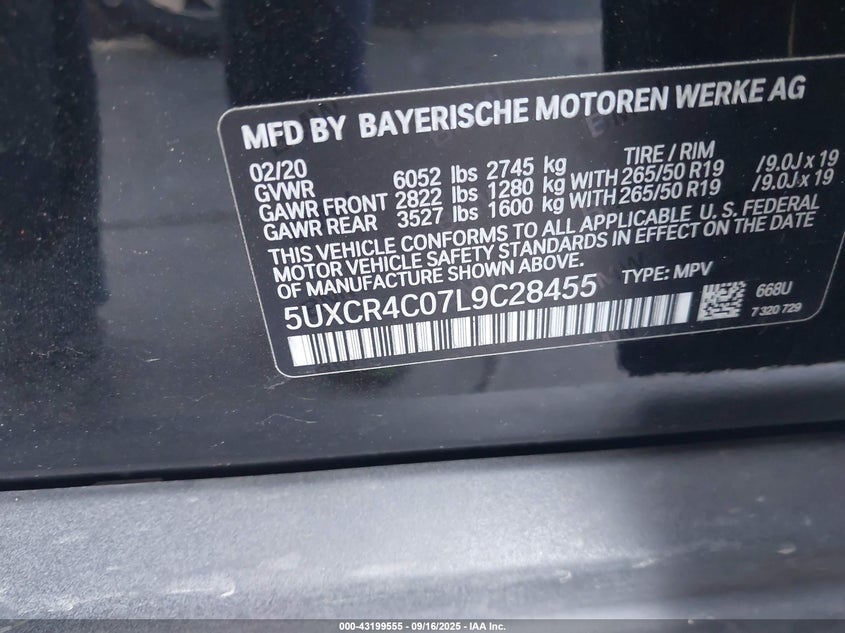 MFD BY BAYERISCHE MOTOREN WERKE AG
02/20 TIRE / RIM
GVWR 6052 lbs 2745 kg
GAWR FRONT 2822 lbs 1280 kg WITH 265/50 R19 /9.0J x 19
GAWR REAR 3527 lbs 1600 kg WITH 265/50 R19 /9.0J x 19
THIS VEHICLE CONFORMS TO ALL APPLICABLE U. S. FEDERAL
MOTOR VEHICLE SAFETY STANDARDS IN EFFECT ON THE DATE
OF MANUFACTURE SHOWN ABOVE.
5UXCR4C07L9C28455 TYPE: MPV
668U
7 320 729
000-43199555 - 09/16/2025 - IAA Inc.